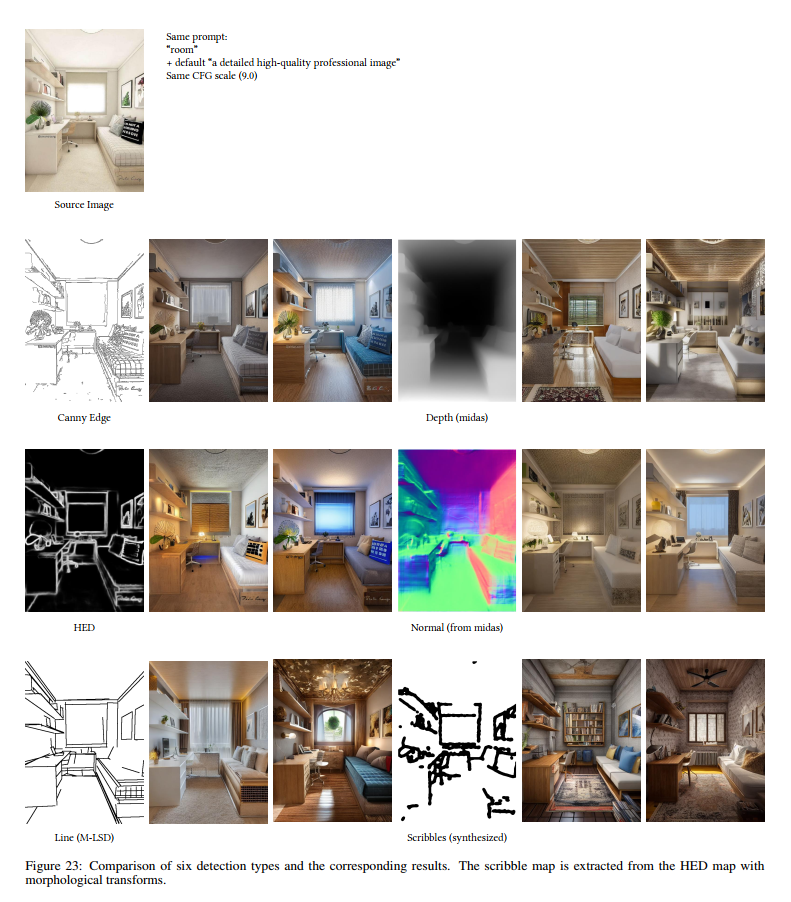 Same prompt:
"room"
+ default "a detailed high-quality professional image"
Same CFG scale (9.0)
Source Image
Canny Edge
Depth (midas)
HED
Normal (from midas)
Line (M-LSD)
Scribbles (synthesized)
Figure 23: Comparison of six detection types and the corresponding results. The scribble map is extracted from the HED map with
morphological transforms.